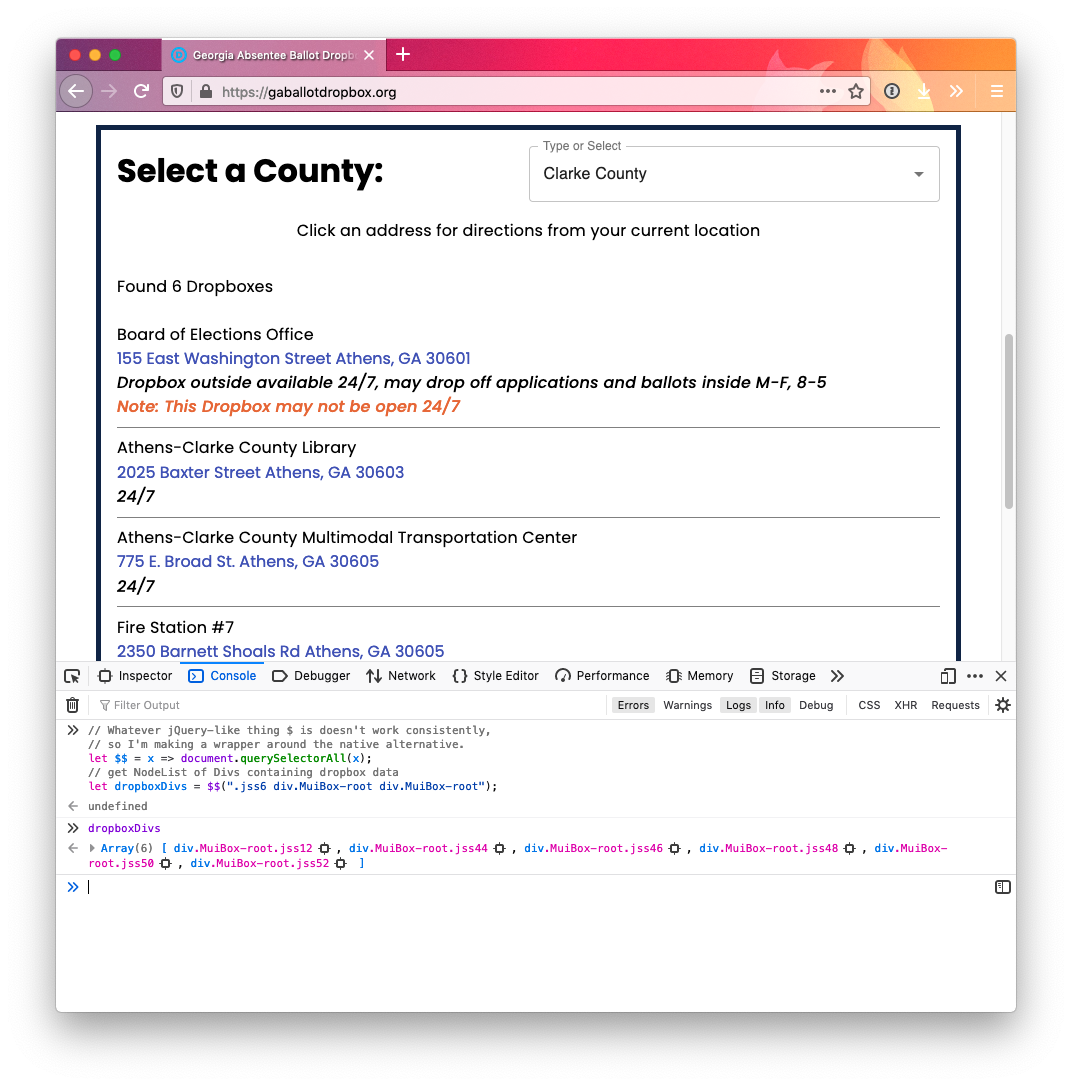 Georgia Absentee Ballot Dropb
https://gaballotdropbox.org
Select a County:
Type or Select
Clarke County
Click an address for directions from your current location
Found 6 Dropboxes
Board of Elections Office
155 East Washington Street Athens, GA 30601
Dropbox outside available 24/7, may drop off applications and ballots inside M-F, 8-5
Note: This Dropbox may not be open 24/7
Athens-Clarke County Library
2025 Baxter Street Athens, GA 30603
24/7
Athens-Clarke County Multimodal Transportation Center
775 E. Broad St. Athens, GA 30605
24/7
Fire Station #7
2350 Barnett Shoals Rd Athens, GA 30605
Inspector Console Debugger Network {} Style Editor Performance Memory Storage
Filter Output Errors Warnings Logs Info Debug CSS XHR Requests
// Whatever jQuery-like thing $ is doesn't work consistently,
// so I'm making a wrapper around the native alternative.
let $$ = x => document.querySelectorAll(x);
// get NodeList of Divs containing dropbox data
let dropboxDivs = $$(".jss6 div.MuiBox-root div.MuiBox-root");
undefined
dropboxDivs
Array(6) [ div.MuiBox-root.jss12 , div.MuiBox-root.jss44 , div.MuiBox-root.jss46 , div.MuiBox-root.jss48 , div.MuiBox-
root.jss50 , div.MuiBox-root.jss52 ]